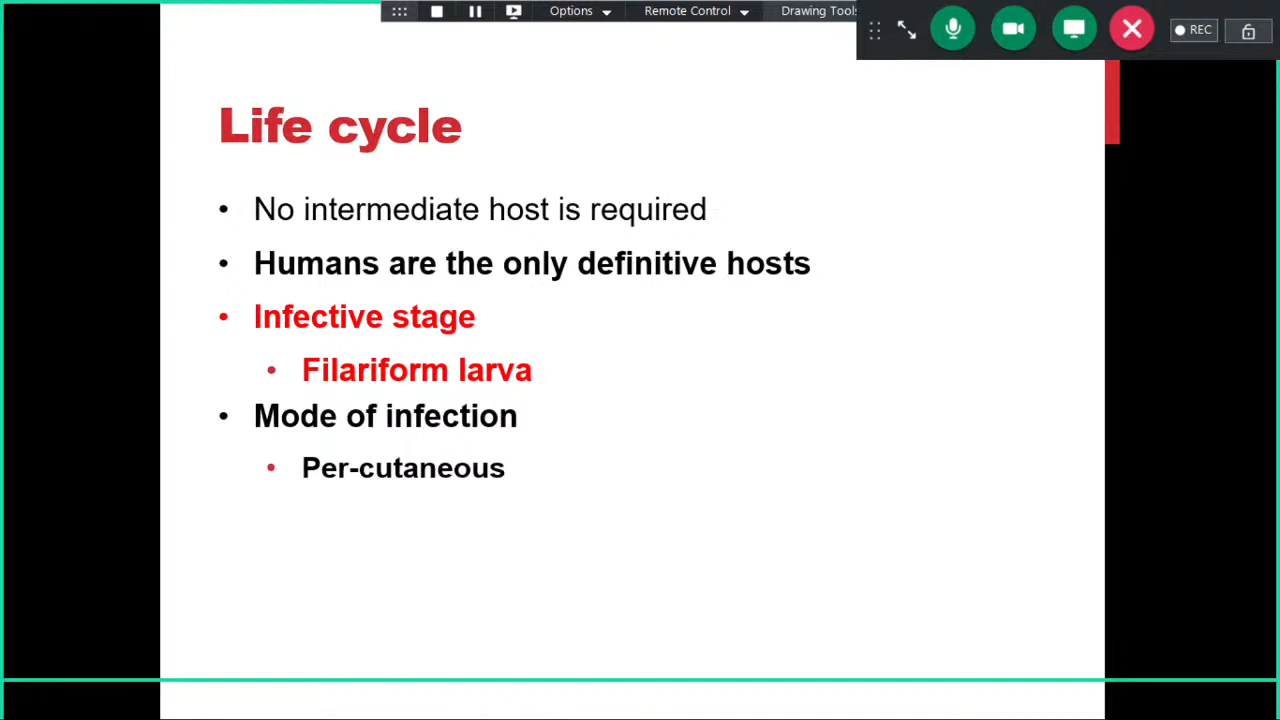 Options
Remote Control
Drawing Tools
REC
Life cycle
• No intermediate host is required
• Humans are the only definitive hosts
• Infective stage
• Filariform larva
• Mode of infection
• Per-cutaneous